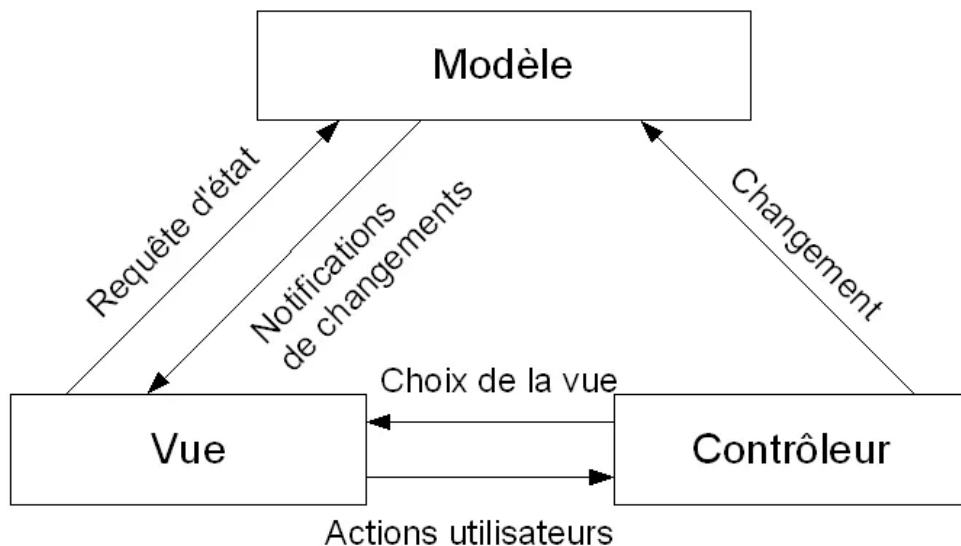 Modèle
Requête d'état
Notifications
de changements
Changement
Choix de la vue
Vue
Contrôleur
Actions utilisateurs